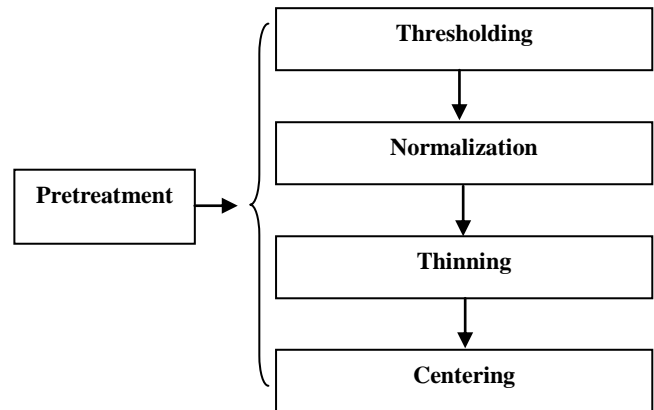 Thresholding
Normalization
Pretreatment
Thinning
Centering